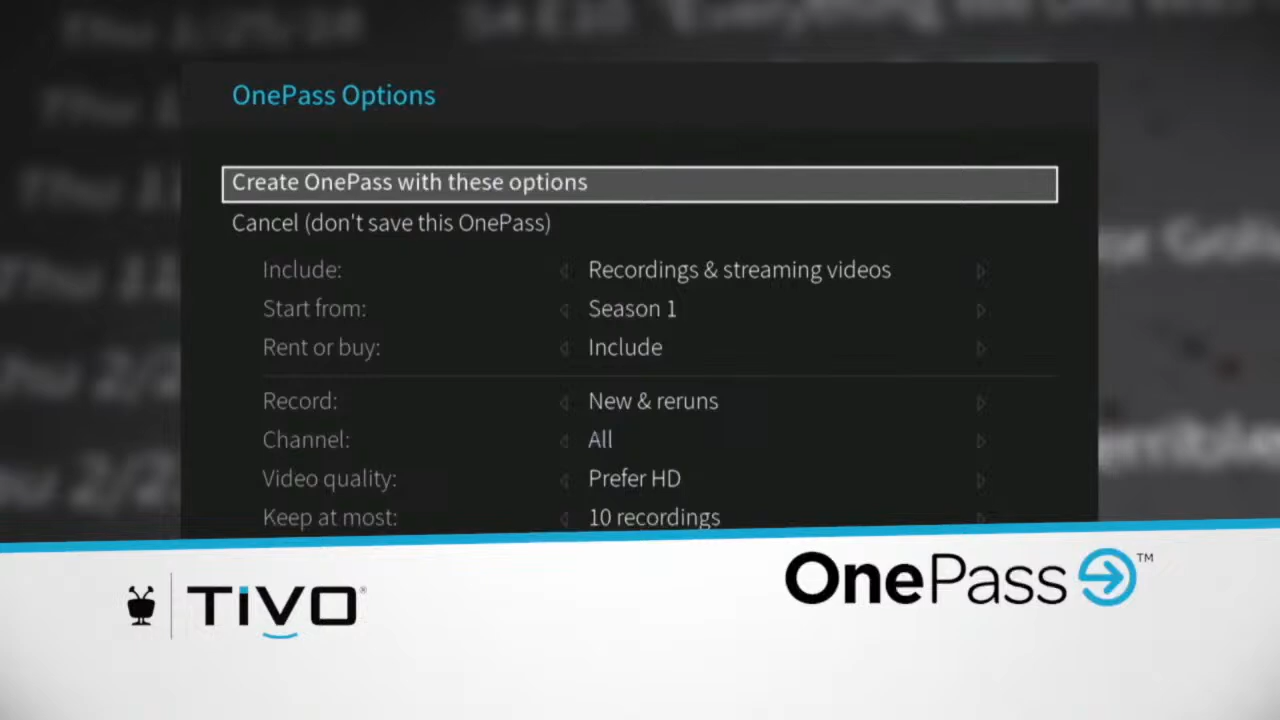 OnePass Options
Create OnePass with these options
Cancel (don't save this OnePass)
Include: Recordings & streaming videos
Start from: Season 1
Rent or buy: Include
Record: New & reruns
Channel: All
Video quality: Prefer HD
Keep at most: 10 recordings
TiVo®
OnePass™